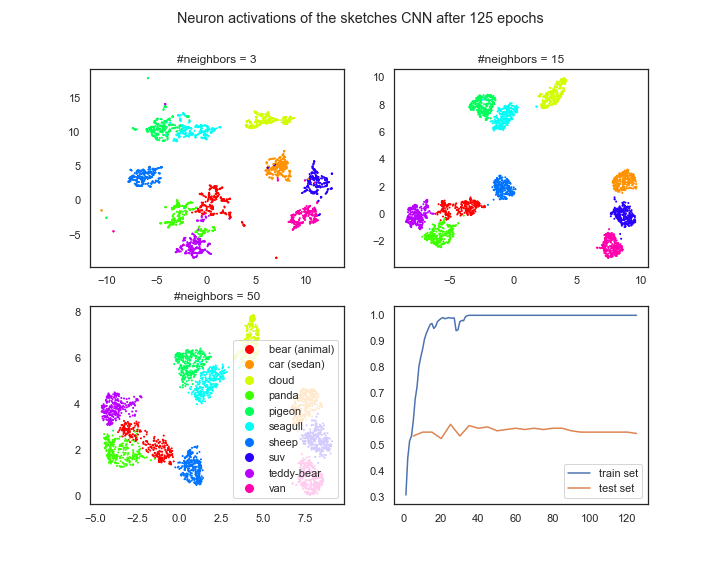 Neuron activations of the sketches CNN after 125 epochs
#neighbors = 3
15
10
5
0
−5
−10
−5
0
5
10
#neighbors = 15
10
8
6
4
2
0
−2
−5
0
5
10
#neighbors = 50
8
6
4
2
0
−5.0
−2.5
0.0
2.5
5.0
7.5
bear (animal)
car (sedan)
cloud
panda
pigeon
seagull
sheep
suv
teddy-bear
van
1.0
0.9
0.8
0.7
0.6
0.5
0.4
0.3
0
20
40
60
80
100
120
train set
test set